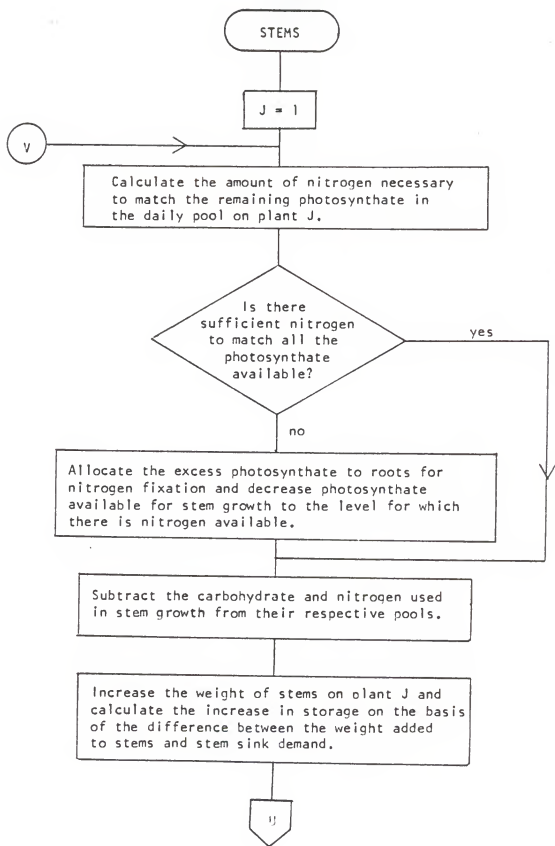 STEMS
J = 1
V
Calculate the amount of nitrogen necessary
to match the remaining photosynthate in
the daily pool on plant J.
Is there
sufficient nitrogen
to match all the
photosynthate
available?
yes
no
Allocate the excess photosynthate to roots for
nitrogen fixation and decrease photosynthate
available for stem growth to the level for which
there is nitrogen available.
Subtract the carbohydrate and nitrogen used
in stem growth from their respective pools.
Increase the weight of stems on plant J and
calculate the increase in storage on the basis
of the difference between the weight added
to stems and stem sink demand.